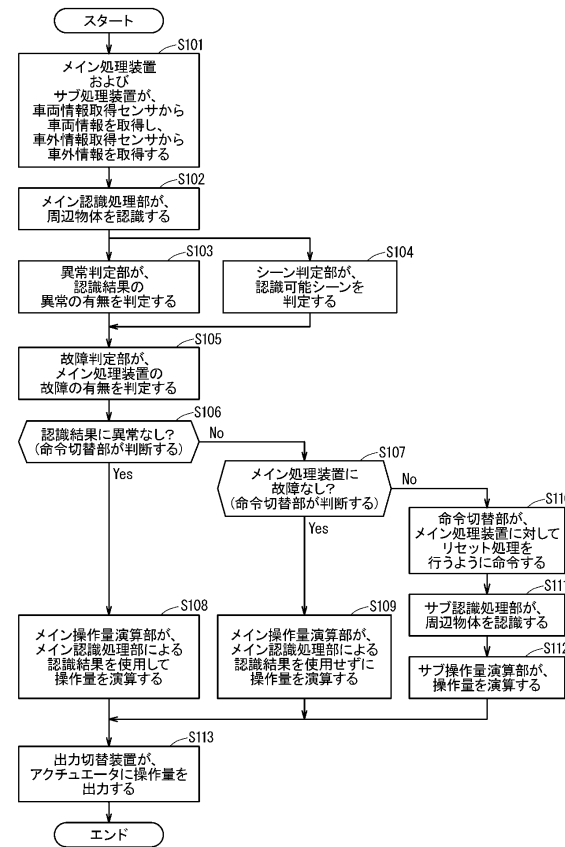 スタート
S101
メイン処理装置
および
サブ処理装置が、
車両情報取得センサから
車両情報を取得し、
車外情報取得センサから
車外情報を取得する
S102
メイン認識処理部が、
周辺物体を認識する
S103
異常判定部が、
認識結果の
異常の有無を判定する
S104
シーン判定部が、
認識可能シーンを
判定する
S105
故障判定部が、
メイン処理装置の
故障の有無を判定する
S106
認識結果に異常なし?
(命令切替部が判断する)
No
Yes
S107
メイン処理装置に
故障なし?
(命令切替部が判断する)
No
Yes
S110
命令切替部が、
メイン処理装置に対して
リセット処理を
行うように命令する
S111
サブ認識処理部が、
周辺物体を認識する
S112
サブ操作量演算部が、
操作量を演算する
S108
メイン操作量演算部が、
メイン認識処理部による
認識結果を使用して
操作量を演算する
S109
メイン操作量演算部が、
メイン認識処理部による
認識結果を使用せずに
操作量を演算する
S113
出力切替装置が、
アクチュエータに操作量を
出力する
エンド